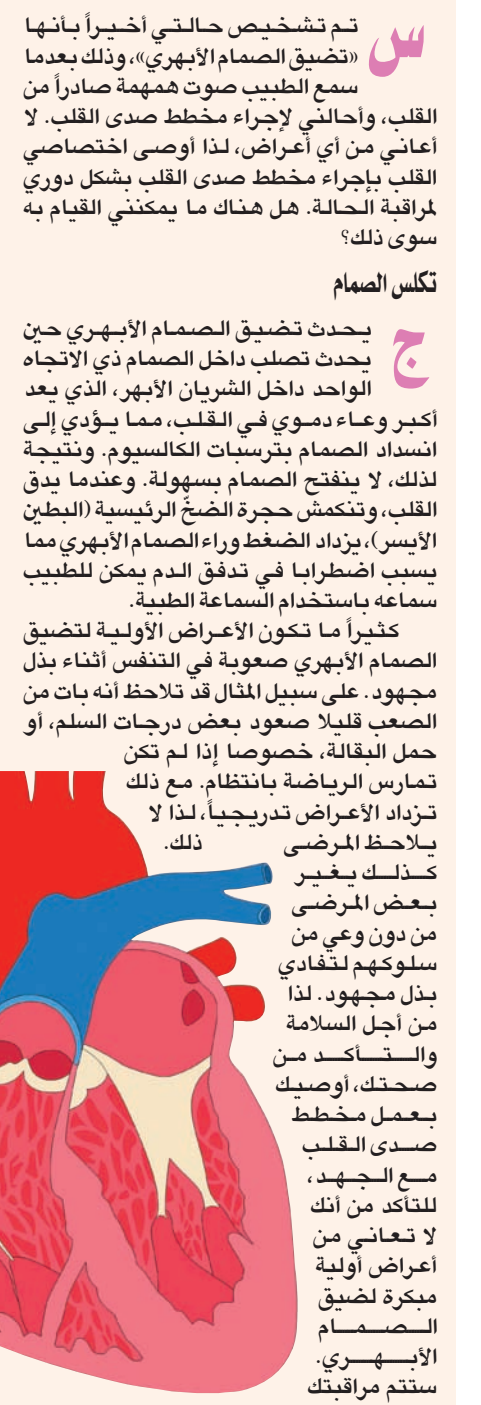 س
تم تشخيص حالتي أخيراً بأنها
«تضيق الصمام الأبهري»، وذلك بعدما
سمع الطبيب صوت همهمة صادراً من
القلب، وأحالني لإجراء مخطط صدى القلب. لا
أعاني من أي أعراض، لذا أوصى اختصاصي
القلب بإجراء مخطط صدى القلب بشكل دوري
لمراقبة الحالة. هل هناك ما يمكنني القيام به
سوى ذلك؟
تكلس الصمام
ج
يحدث تضيق الصمام الأبهري حين
يحدث تصلب داخل الصمام ذي الاتجاه
الواحد داخل الشريان الأبهر، الذي يعد
أكبر وعاء دموي في القلب، مما يؤدي إلى
انسداد الصمام بترسبات الكالسيوم. ونتيجة
لذلك، لا ينفتح الصمام بسهولة. وعندما يدق
القلب، وتنكمش حجرة الضخّ الرئيسية (البطين
الأيسر)، يزداد الضغط وراء الصمام الأبهري مما
يسبب اضطرابا في تدفق الدم يمكن للطبيب
سماعه باستخدام السماعة الطبية.
كثيراً ما تكون الأعراض الأولية لتضيق
الصمام الأبهري صعوبة في التنفس أثناء بذل
مجهود. على سبيل المثال قد تلاحظ أنه بات من
الصعب قليلا صعود بعض درجات السلم، أو
حمل البقالة، خصوصا إذا لم تكن
تمارس الرياضة بانتظام. مع ذلك
تزداد الأعراض تدريجياً، لذا لا
يلاحظ المرضى ذلك.
كذلك يغير
بعض المرضى
من دون وعي من
سلوكهم لتفادي
بذل مجهود. لذا
من أجل السلامة
والتأكد من
صحتك، أوصيك
بعمل مخطط
صدى القلب
مع الجهد،
للتأكد من أنك
لا تعاني من
أعراض أولية
مبكرة لضيق
الصمام
الأبهري.
ستتم مراقبتك